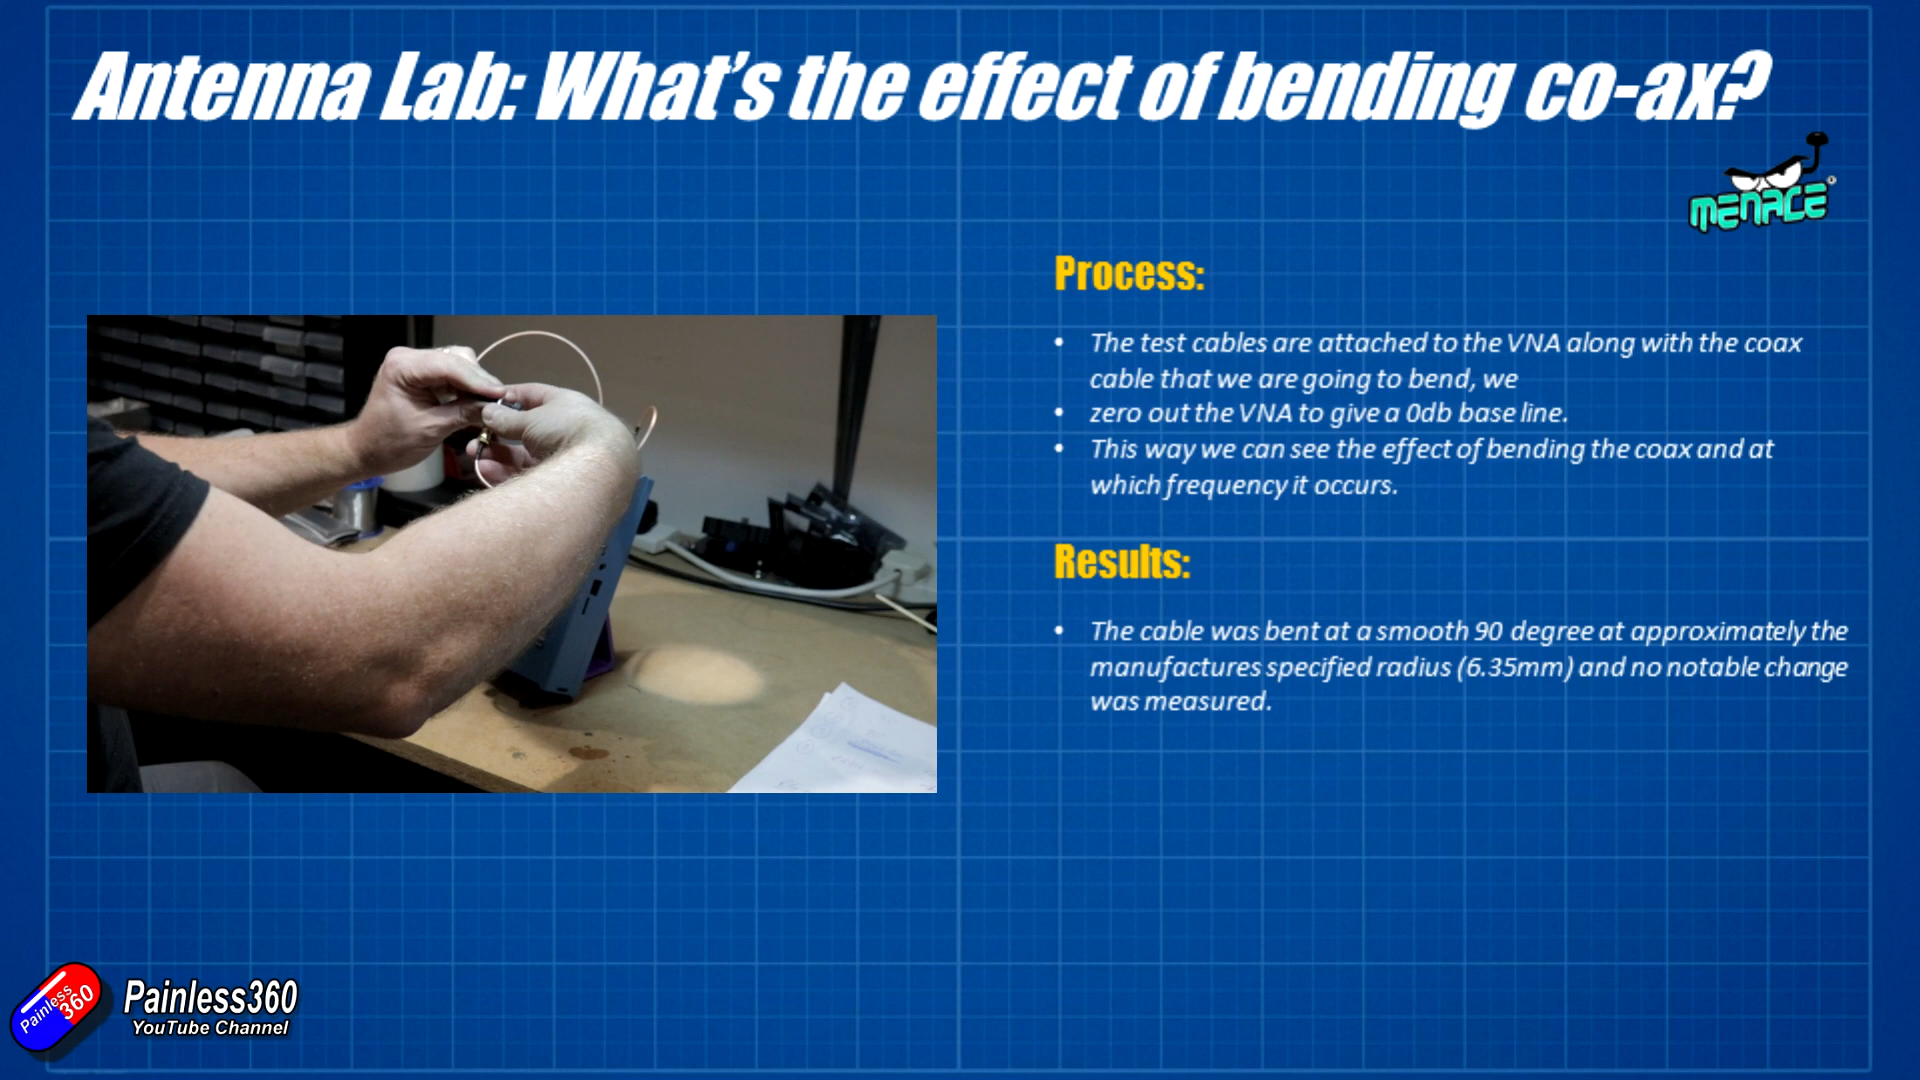 Antenna Lab: What's the effect of bending co-ax?
MENACE
Process:
• The test cables are attached to the VNA along with the coax
cable that we are going to bend, we
• zero out the VNA to give a 0db base line.
• This way we can see the effect of bending the coax and at
which frequency it occurs.
Results:
• The cable was bent at a smooth 90 degree at approximately the
manufactures specified radius (6.35mm) and no notable change
was measured.
Painless
360
Painless360
YouTube Channel